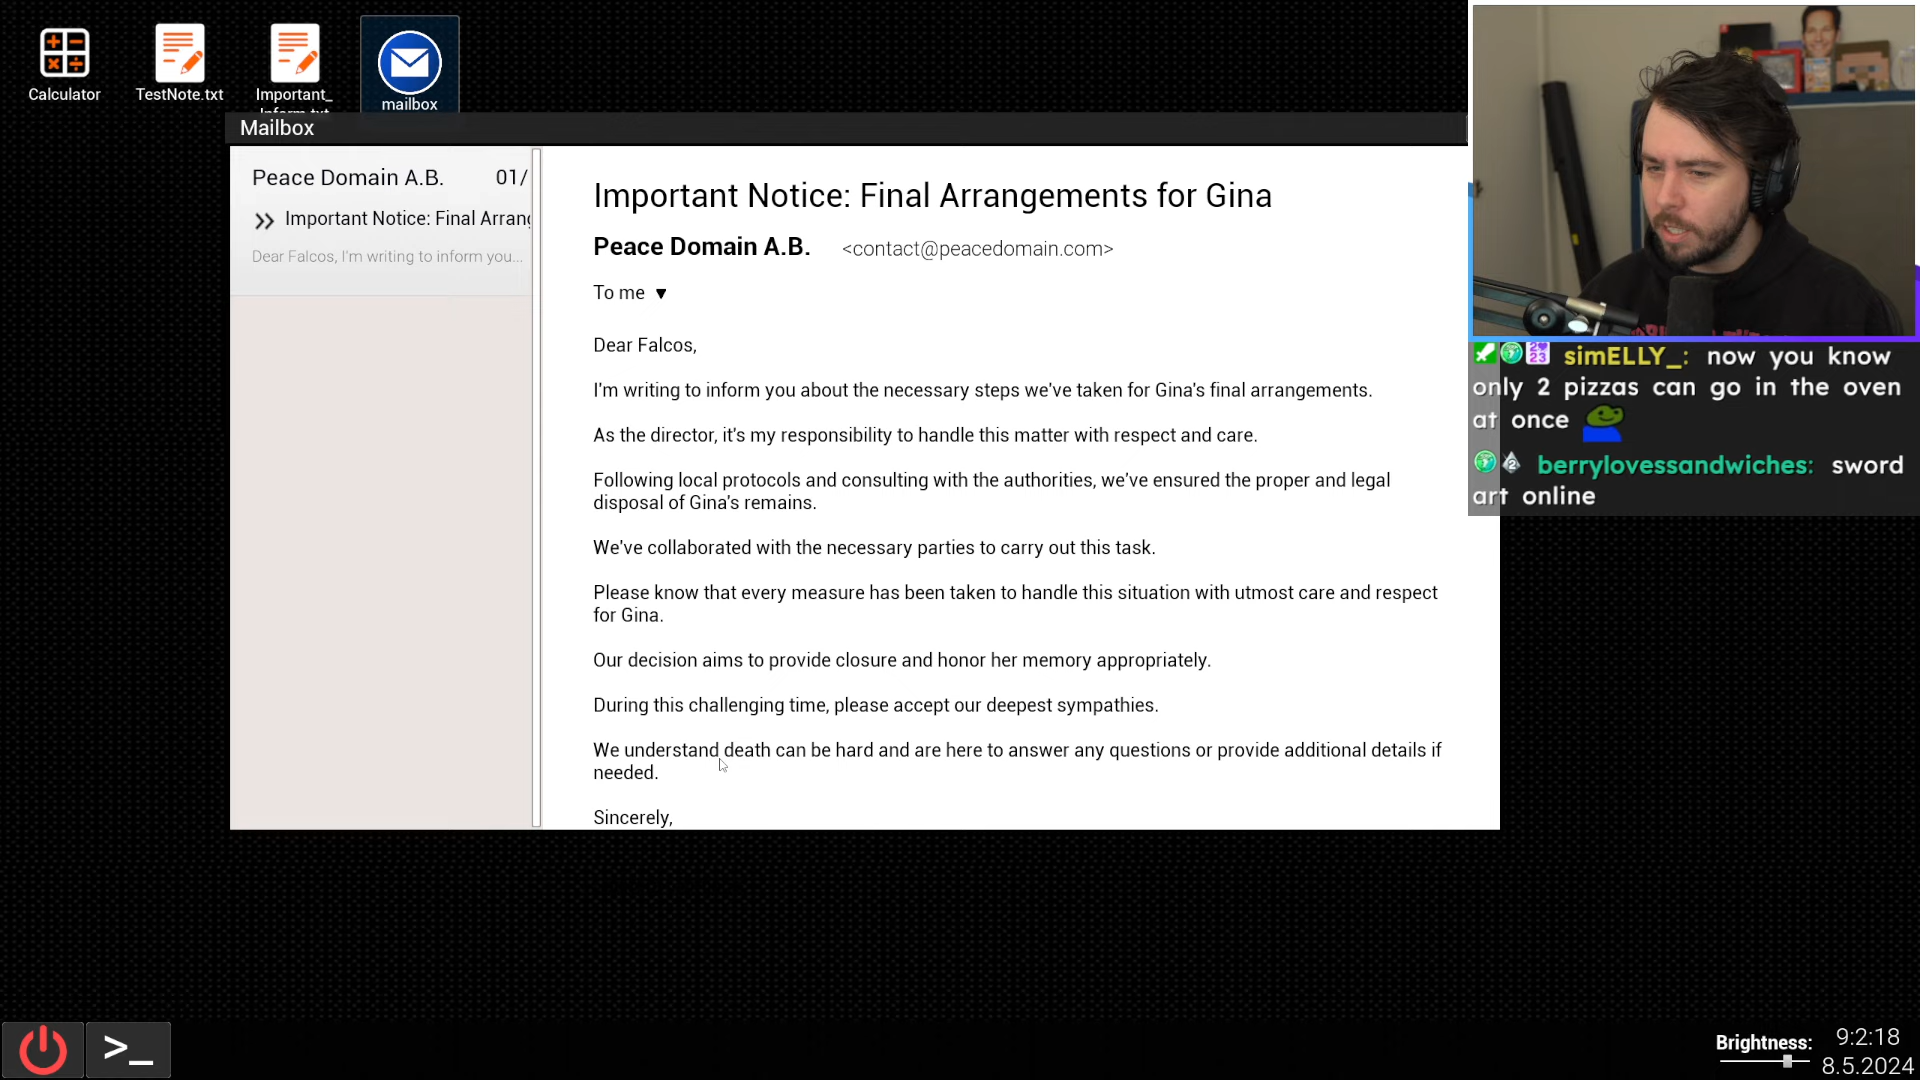 Calculator
TestNote.txt
Important_
mailbox
Mailbox
Peace Domain A.B. 01/
Important Notice: Final Arrang
Dear Falcos, I'm writing to inform you...
Important Notice: Final Arrangements for Gina
Peace Domain A.B. <contact@peacedomain.com>
To me ▼
Dear Falcos,
I'm writing to inform you about the necessary steps we've taken for Gina's final arrangements.
As the director, it's my responsibility to handle this matter with respect and care.
Following local protocols and consulting with the authorities, we've ensured the proper and legal
disposal of Gina's remains.
We've collaborated with the necessary parties to carry out this task.
Please know that every measure has been taken to handle this situation with utmost care and respect
for Gina.
Our decision aims to provide closure and honor her memory appropriately.
During this challenging time, please accept our deepest sympathies.
We understand death can be hard and are here to answer any questions or provide additional details if
needed.
Sincerely,
simELLY_: now you know
only 2 pizzas can go in the oven
at once
berrylovessandwiches: sword
art online
>_
Brightness:
9:2:18
8.5.2024